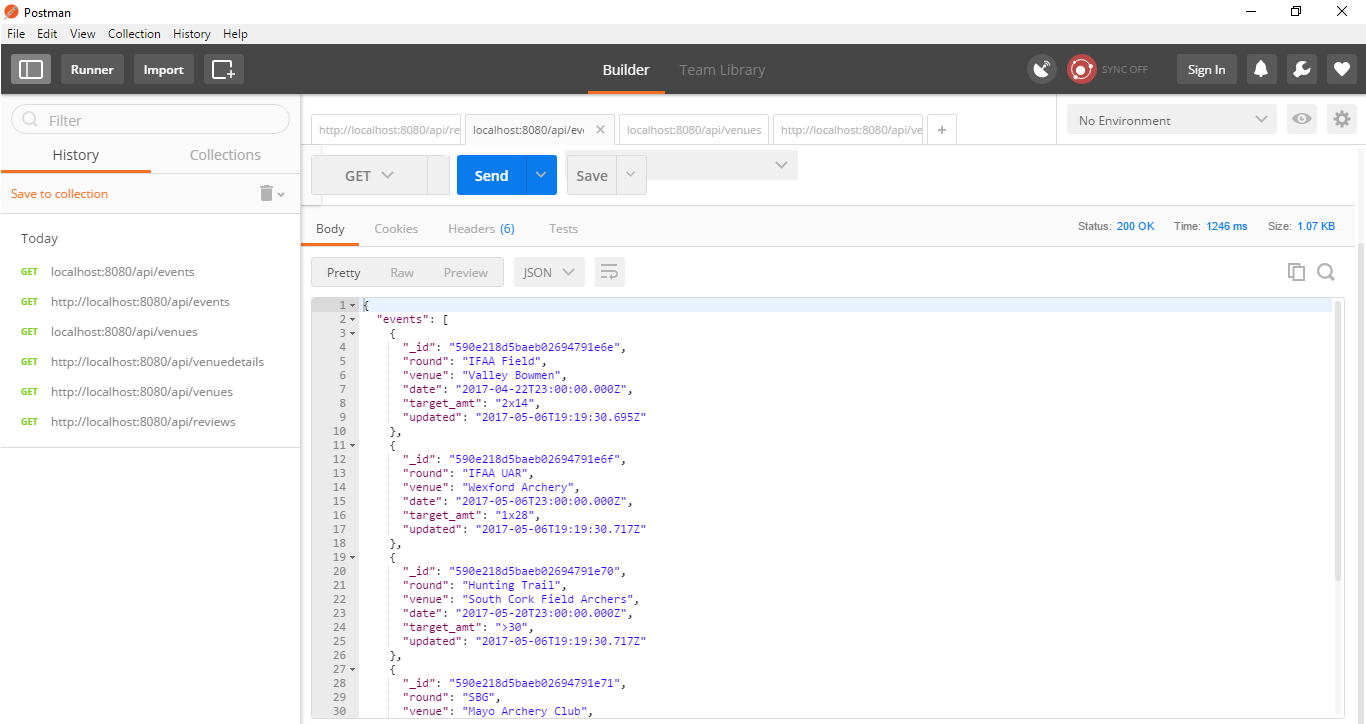 Postman
File Edit View Collection History Help
Runner Import Builder Team Library SYNC OFF Sign In
Filter
History Collections
Save to collection
Today
GET localhost:8080/api/events
GET http://localhost:8080/api/events
GET localhost:8080/api/venues
GET http://localhost:8080/api/venuedetails
GET http://localhost:8080/api/venues
GET http://localhost:8080/api/reviews
http://localhost:8080/api/re localhost:8080/api/ev × localhost:8080/api/venues http://localhost:8080/api/ve + No Environment
GET Send Save
Body Cookies Headers (6) Tests Status: 200 OK Time: 1246 ms Size: 1.07 KB
Pretty Raw Preview JSON
1 {
2 "events": [
3 {
4 "_id": "590e218d5baeb02694791e6e",
5 "round": "IFAA Field",
6 "venue": "Valley Bowmen",
7 "date": "2017-04-22T23:00:00.000Z",
8 "target_amt": "2x14",
9 "updated": "2017-05-06T19:19:30.695Z"
10 },
11 {
12 "_id": "590e218d5baeb02694791e6f",
13 "round": "IFAA UAR",
14 "venue": "Wexford Archery",
15 "date": "2017-05-06T23:00:00.000Z",
16 "target_amt": "1x28",
17 "updated": "2017-05-06T19:19:30.717Z"
18 },
19 {
20 "_id": "590e218d5baeb02694791e70",
21 "round": "Hunting Trail",
22 "venue": "South Cork Field Archers",
23 "date": "2017-05-20T23:00:00.000Z",
24 "target_amt": ">30",
25 "updated": "2017-05-06T19:19:30.717Z"
26 },
27 {
28 "_id": "590e218d5baeb02694791e71",
29 "round": "SBG",
30 "venue": "Mayo Archery Club",